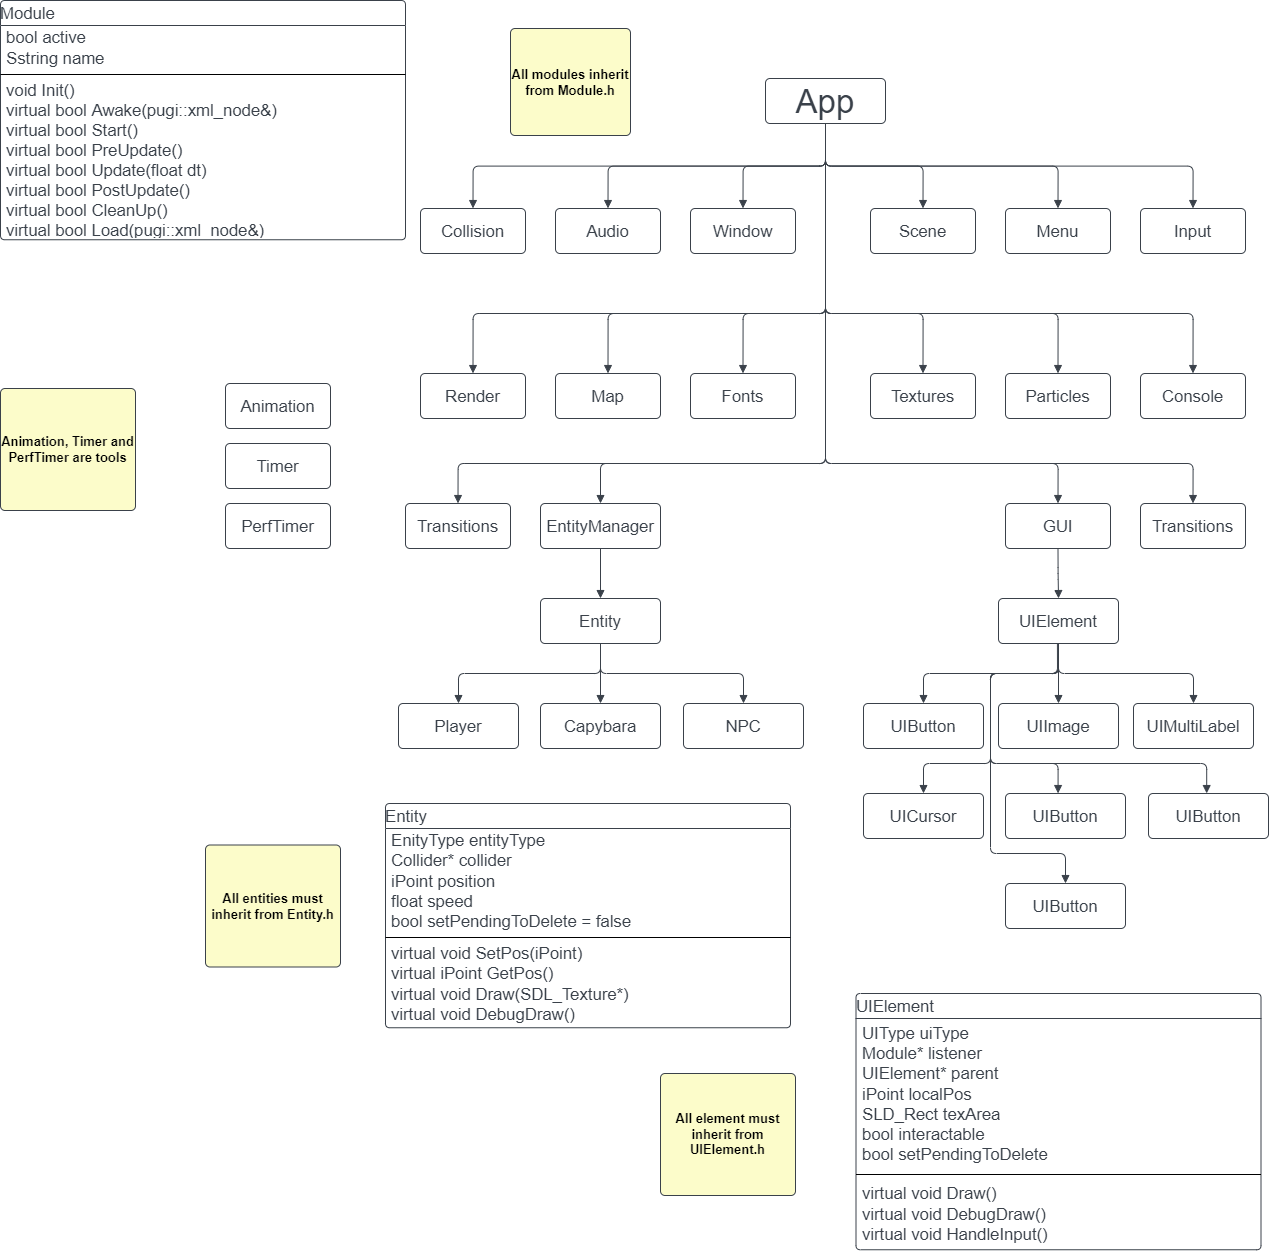 Module
bool active
Sstring name
void Init()
virtual bool Awake(pugi::xml_node&)
virtual bool Start()
virtual bool PreUpdate()
virtual bool Update(float dt)
virtual bool PostUpdate()
virtual bool CleanUp()
virtual bool Load(pugi::xml_node&)
All modules inherit
from Module.h
App
Collision
Audio
Window
Scene
Menu
Input
Render
Map
Fonts
Textures
Particles
Console
Animation, Timer and
PerfTimer are tools
Animation
Timer
PerfTimer
Transitions
EntityManager
GUI
Transitions
Entity
UIElement
Player
Capybara
NPC
UIButton
UIImage
UIMultiLabel
UICursor
UIButton
UIButton
UIButton
All entities must
inherit from Entity.h
Entity
EnityType entityType
Collider* collider
iPoint position
float speed
bool setPendingToDelete = false
virtual void SetPos(iPoint)
virtual iPoint GetPos()
virtual void Draw(SDL_Texture*)
virtual void DebugDraw()
All element must
inherit from
UIElement.h
UIElement
UIType uiType
Module* listener
UIElement* parent
iPoint localPos
SLD_Rect texArea
bool interactable
bool setPendingToDelete
virtual void Draw()
virtual void DebugDraw()
virtual void HandleInput()